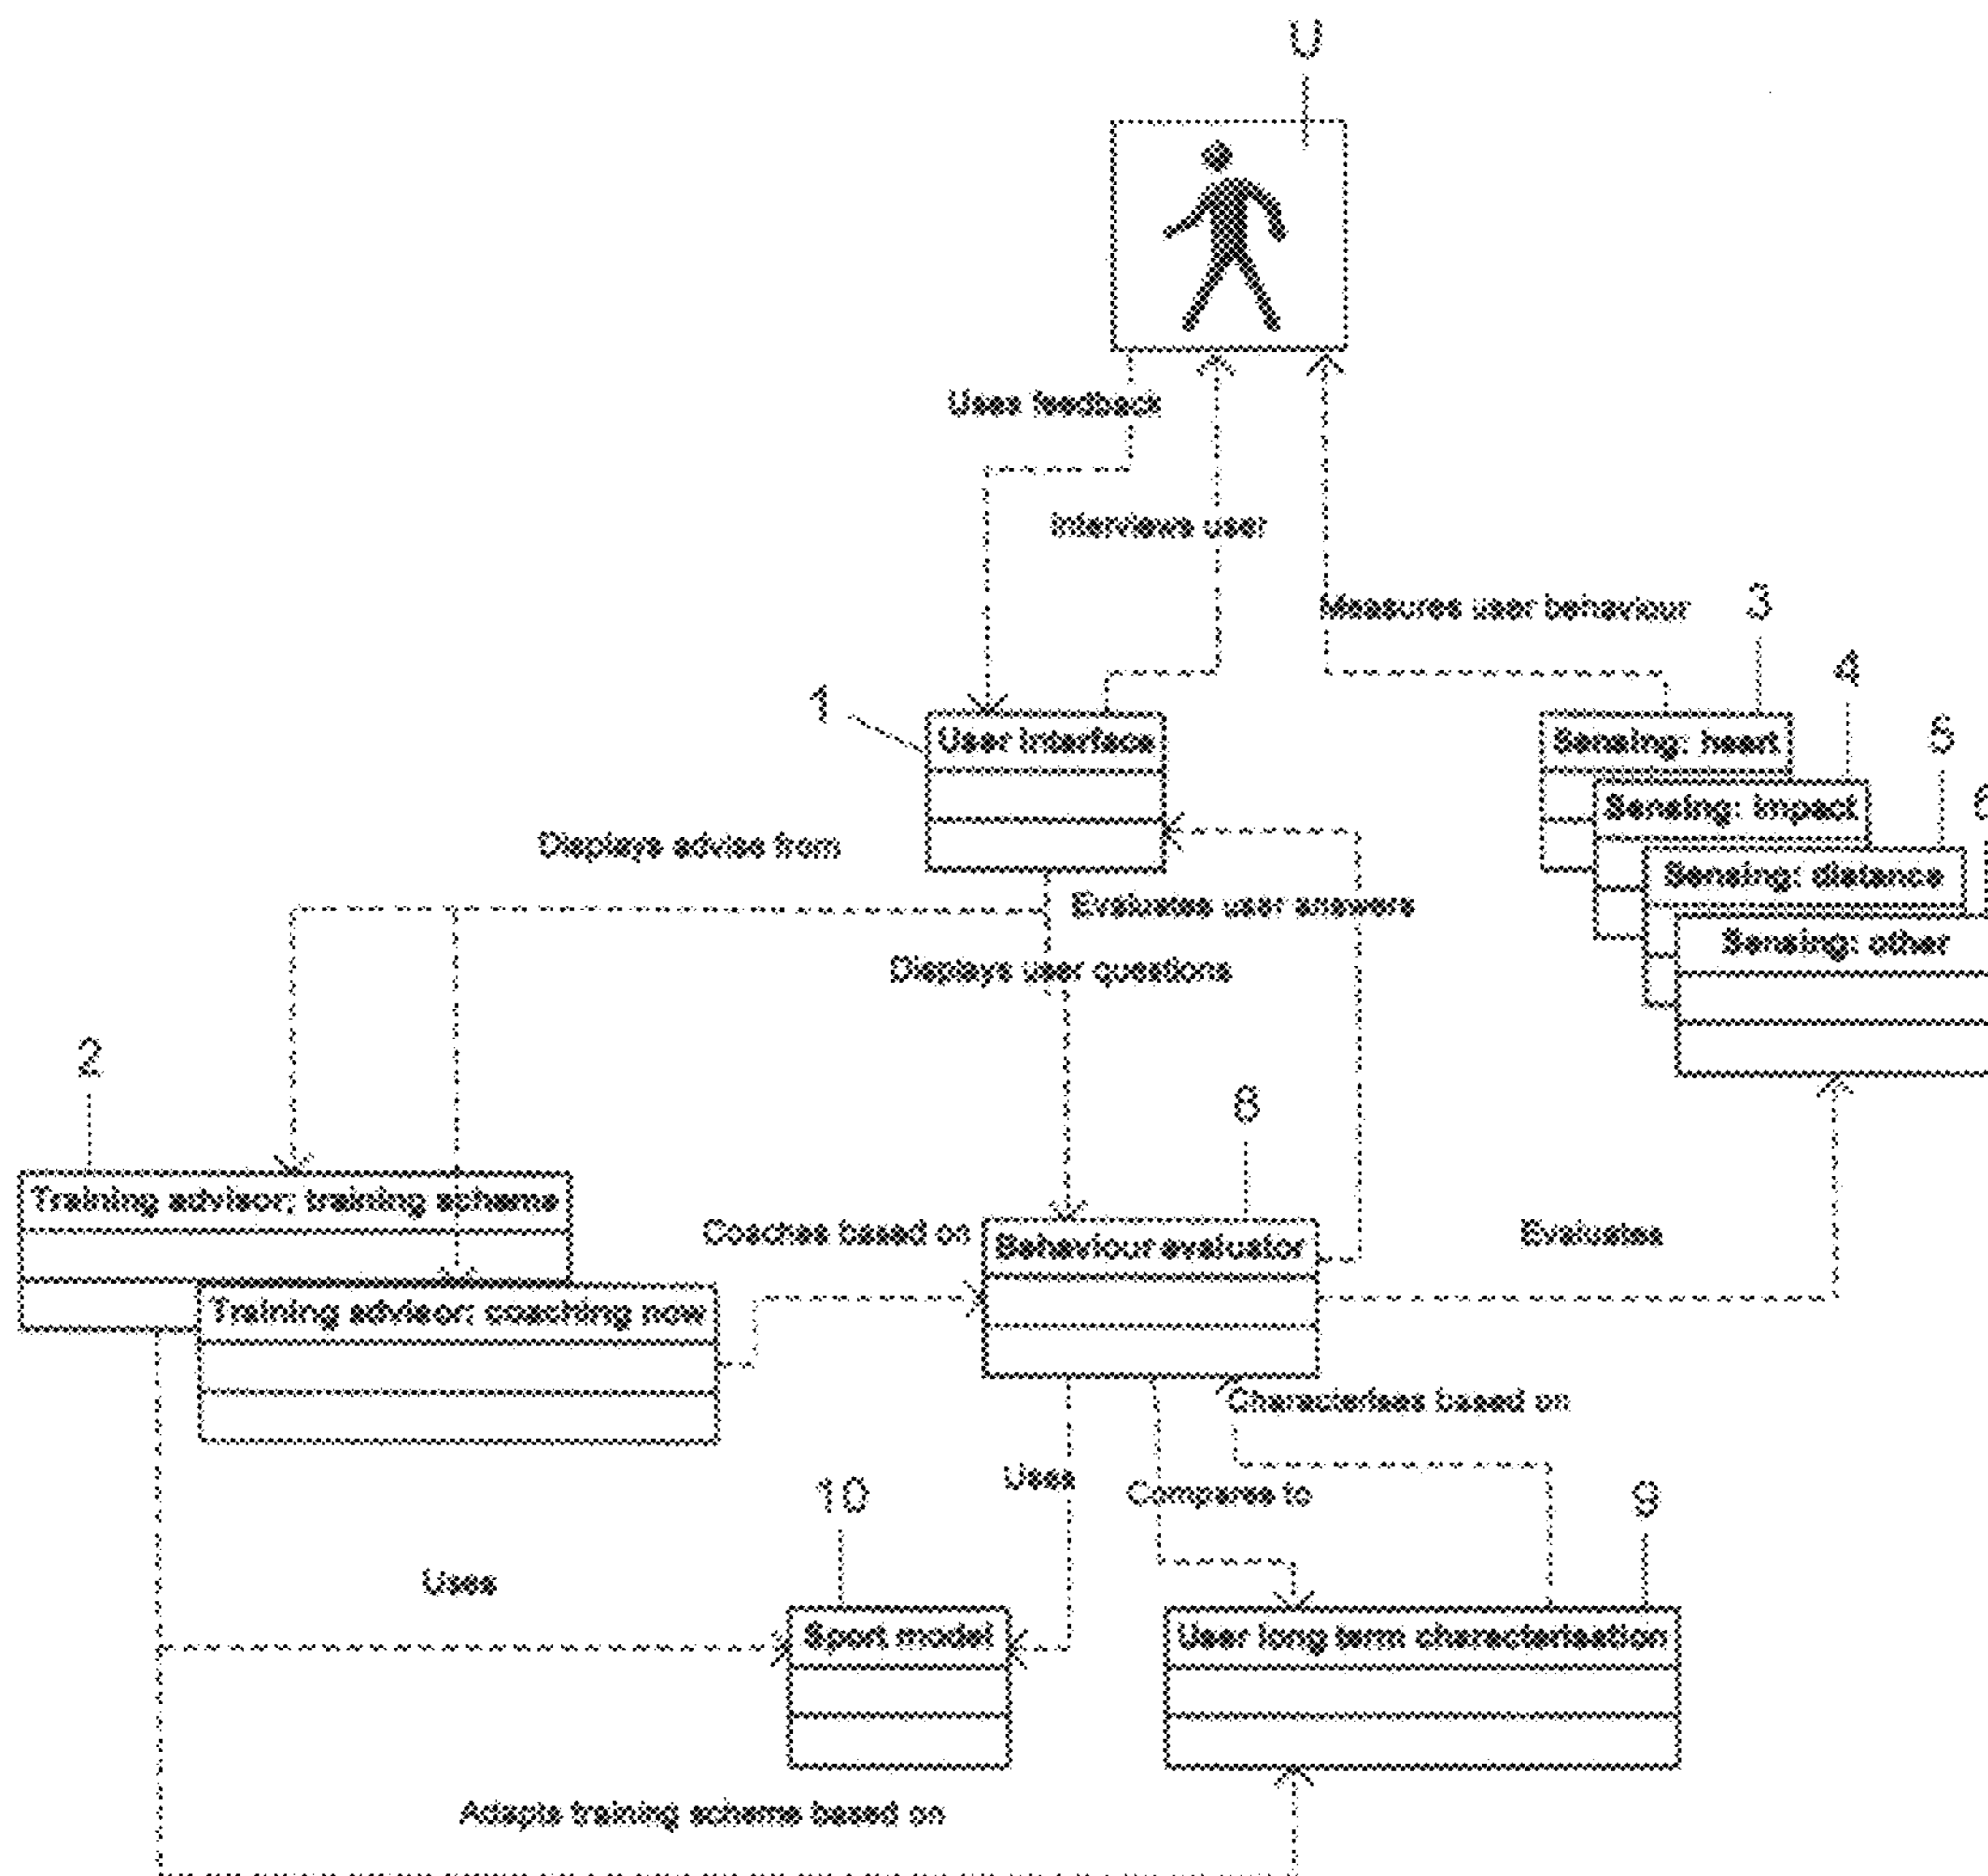 U
User feedback
Interviews user
Measures user behaviour
3
4
1
5
User interface
Sensing: heart
Sensing: impact
Displays advise from
Sensing: distance
Evaluates user answers
Sensing: other
Displays user questions
2
8
Training advisor: training scheme
Coaches based on
Behaviour evaluator
Evaluates
Training advisor: coaching now
Characterises based on
Uses
Compares to
10
9
Uses
Sport model
User long term characterisation
Adapts training scheme based on